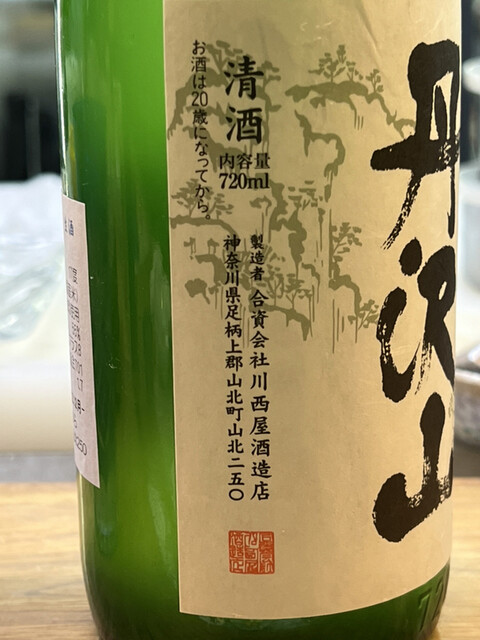 丹沢山
清酒
内容量
720ml
お酒は20歳になってから。
製造者 合資会社川西屋酒造店
神奈川県足柄上郡山北町山北二五〇